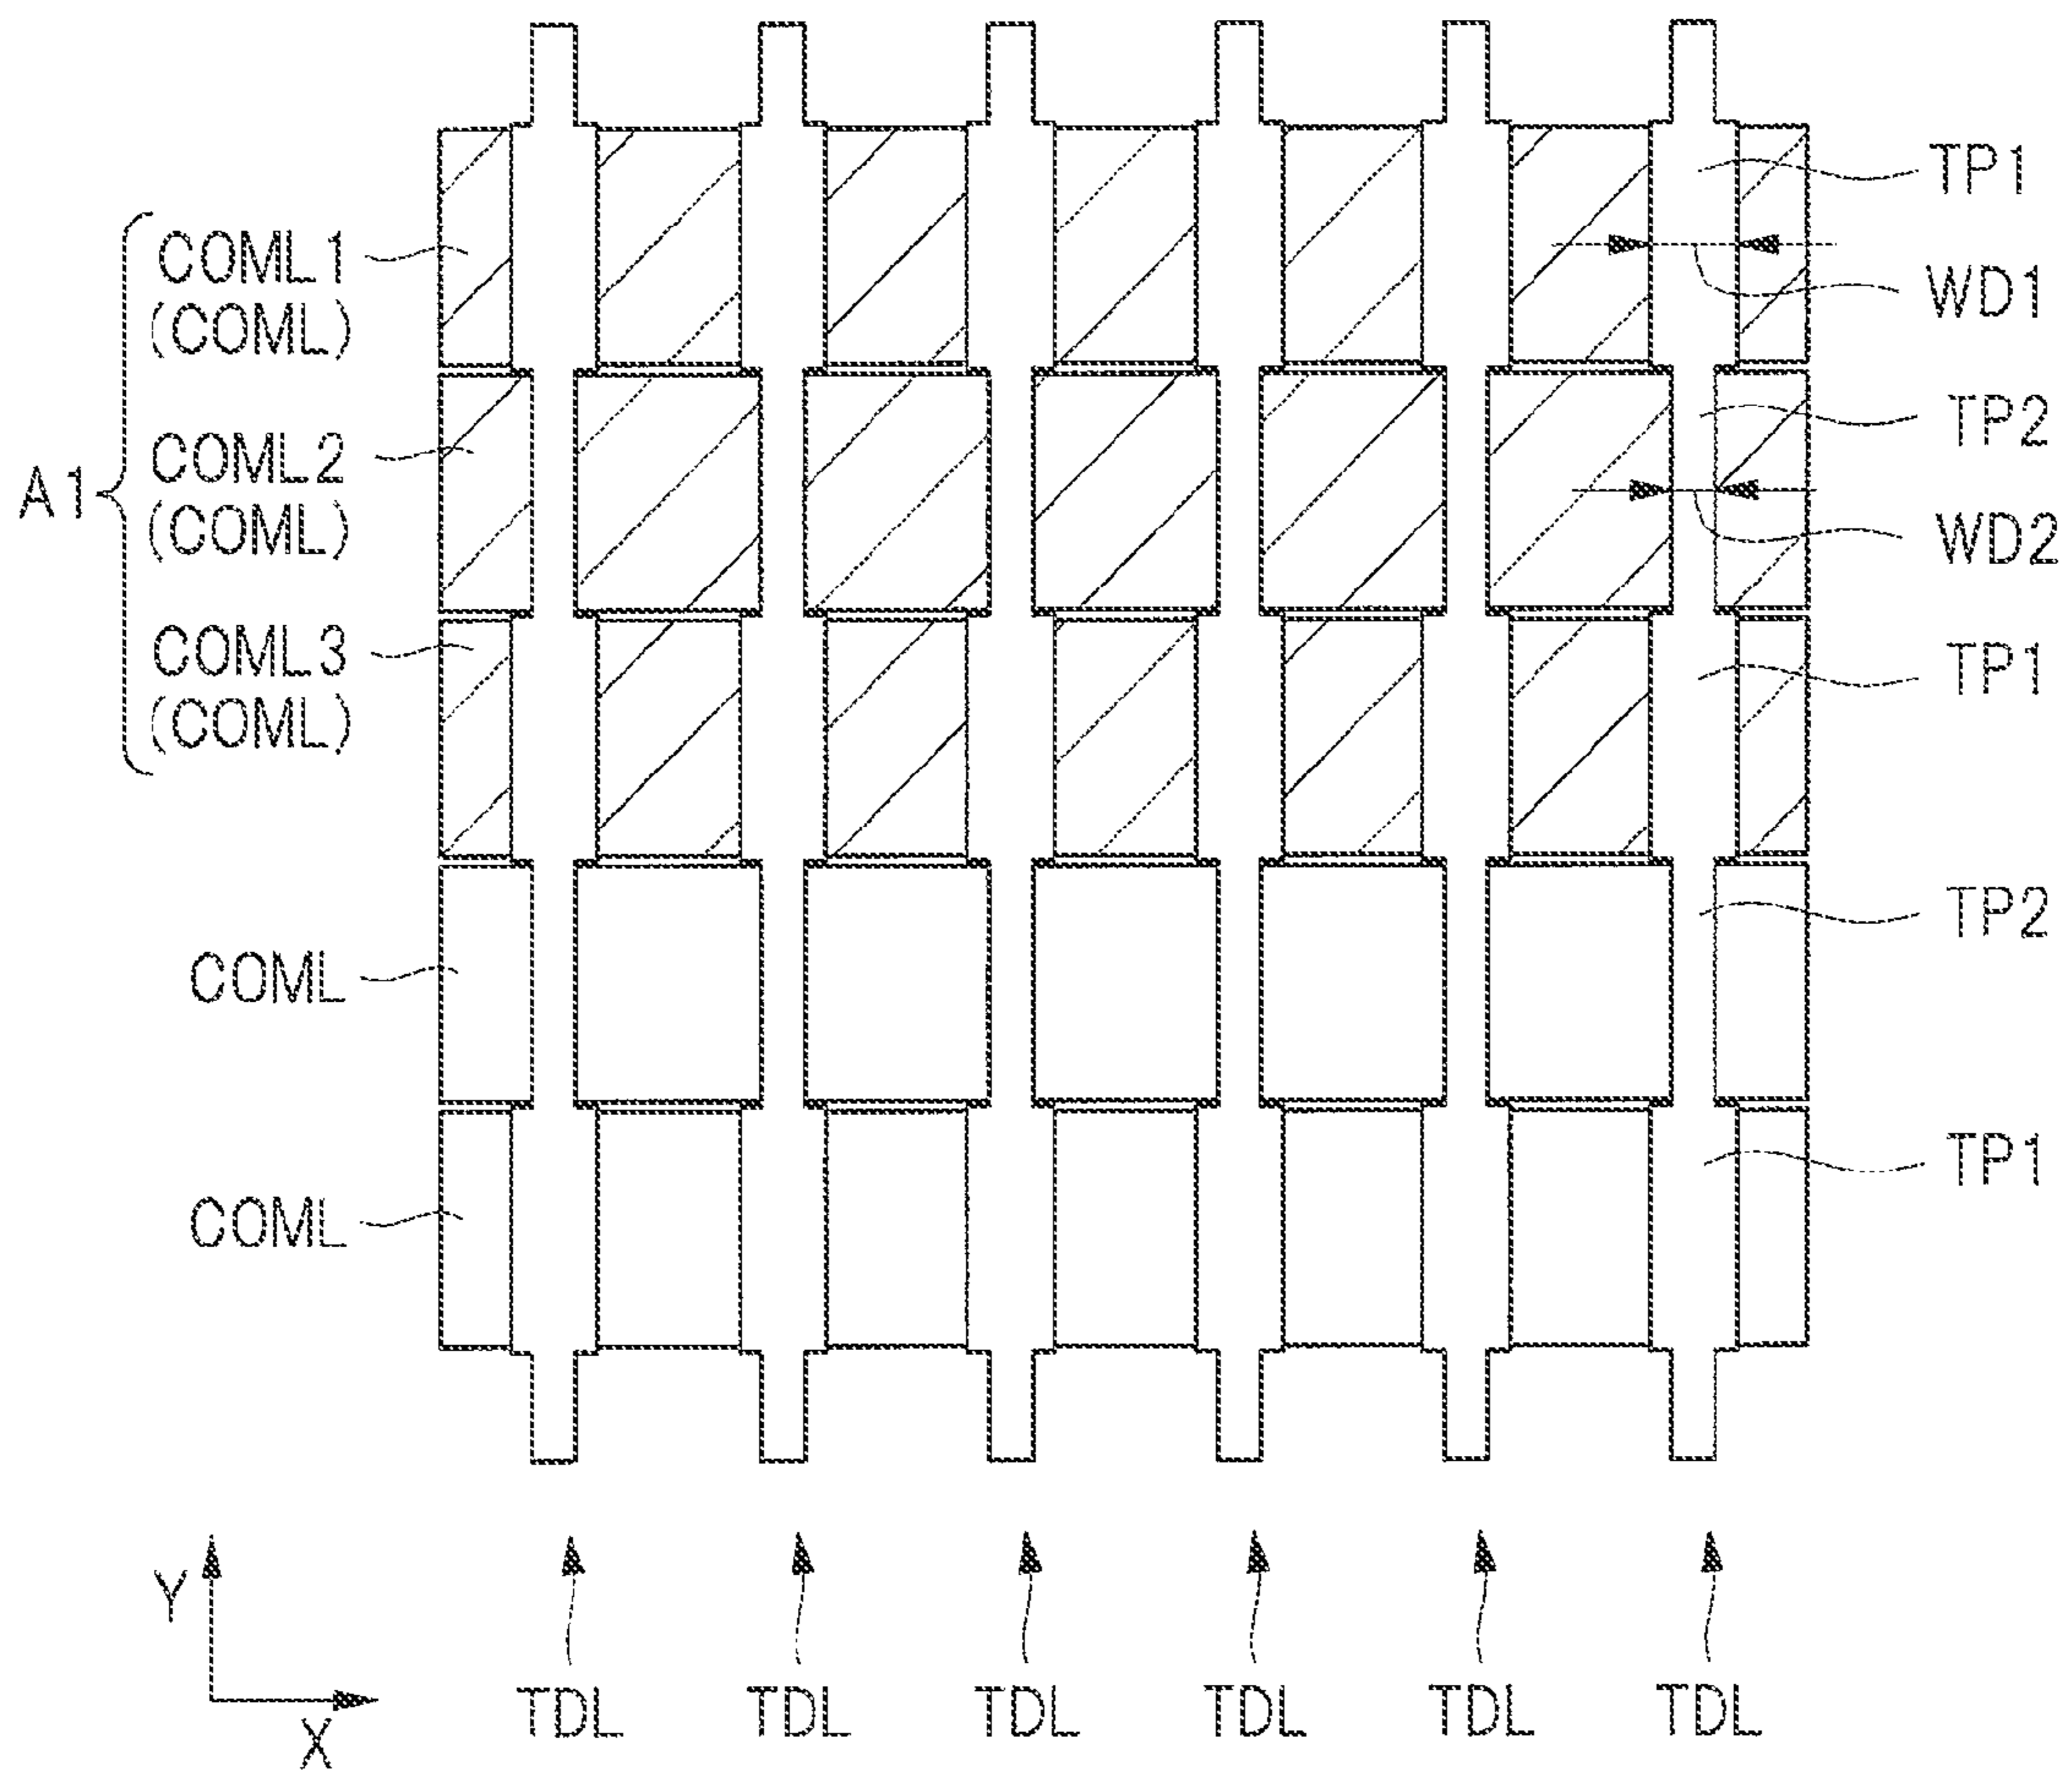 TP1
COML1
(COML)
WD1
TP2
COML2
(COML)
A1
WD2
COML3
(COML)
TP1
TP2
COML
TP1
COML
Y
X
TDL TDL TDL TDL TDL TDL